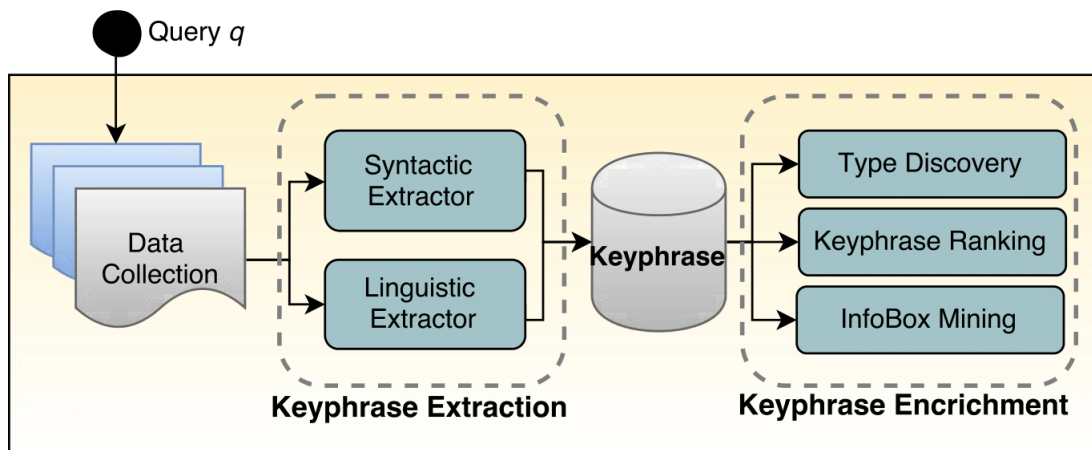 Query q
Data
Collection
Syntactic
Extractor
Linguistic
Extractor
Keyphrase Extraction
Keyphrase
Type Discovery
Keyphrase Ranking
InfoBox Mining
Keyphrase Encrichment